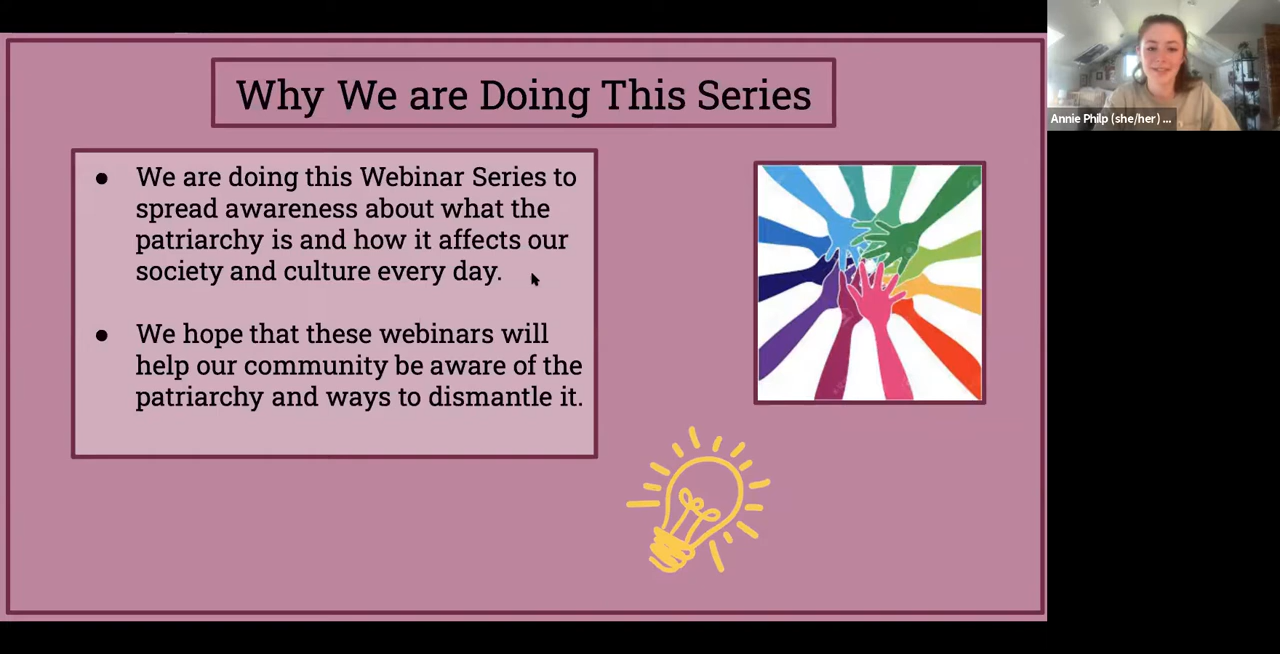 Why We are Doing This Series
● We are doing this Webinar Series to
spread awareness about what the
patriarchy is and how it affects our
society and culture every day.
● We hope that these webinars will
help our community be aware of the
patriarchy and ways to dismantle it.
Annie Philp (she/her) ...